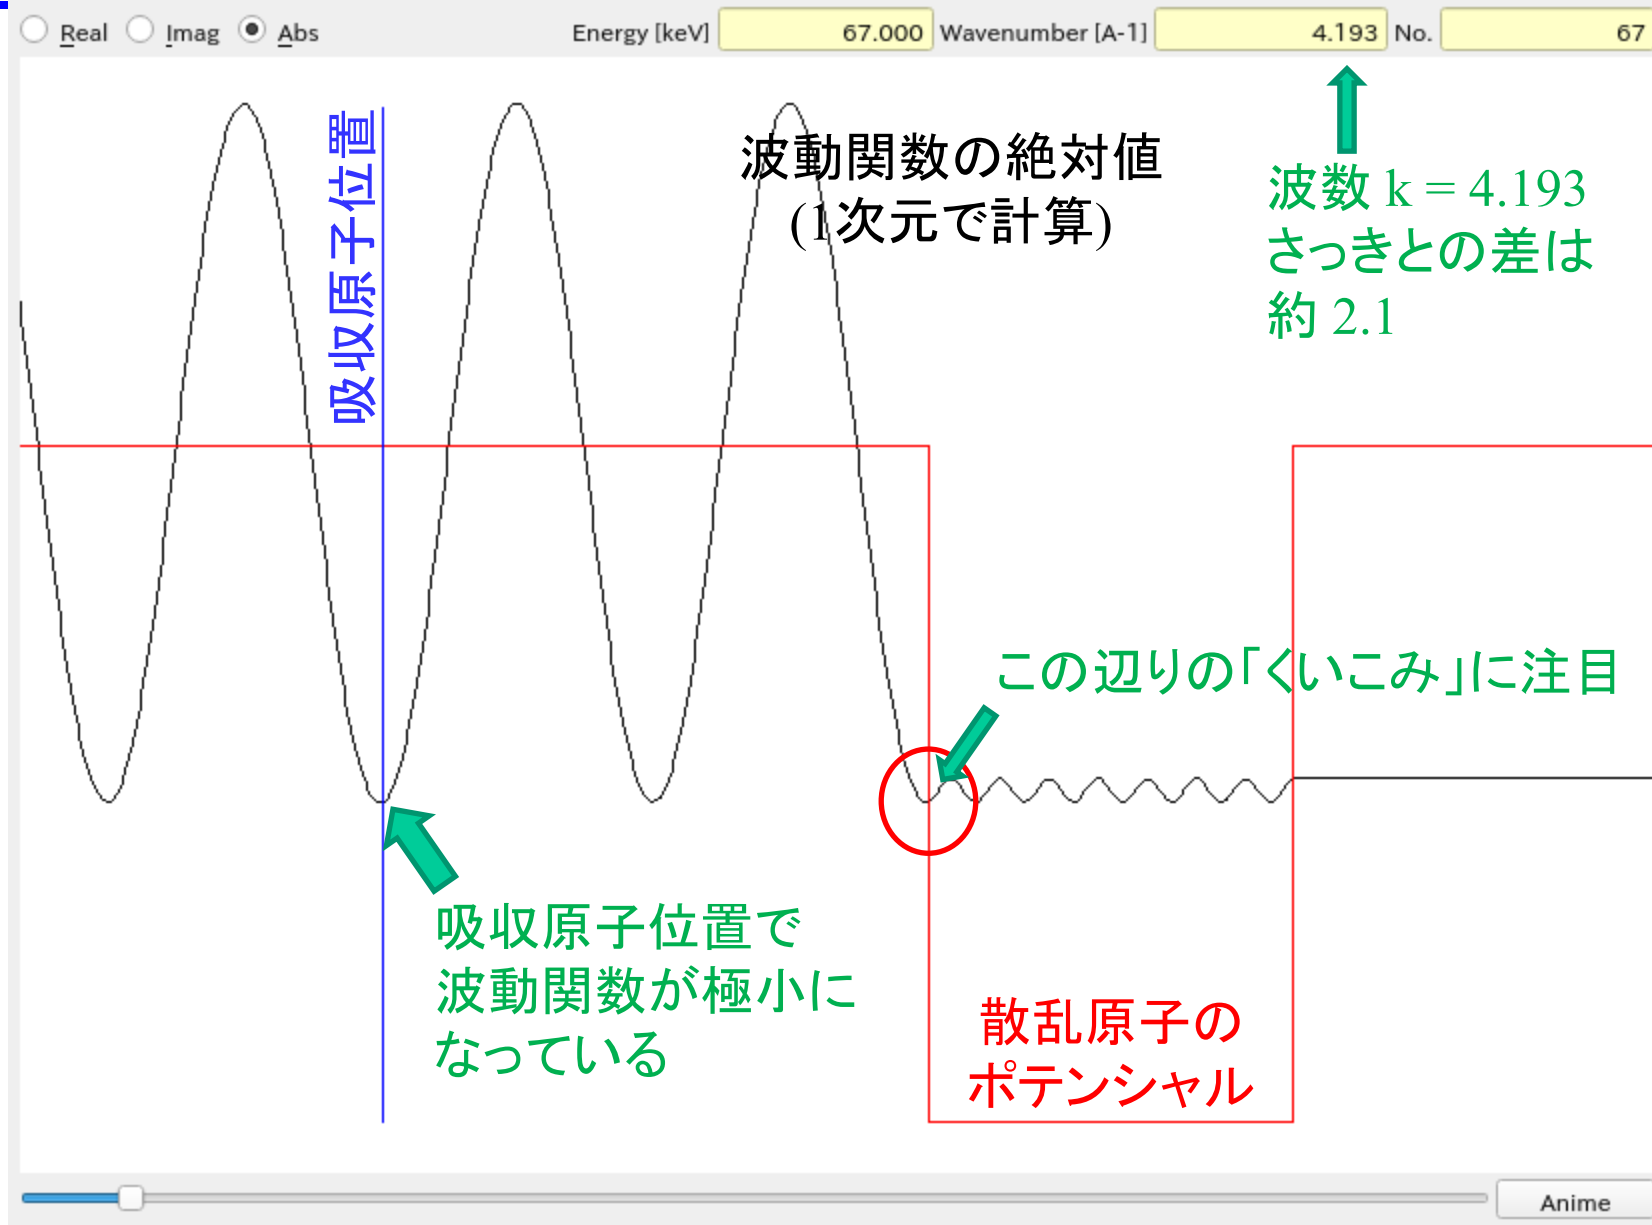 Real Imag Abs Energy [keV] 67.000 Wavenumber [A-1] 4.193 No. 67
吸収原子位置
波動関数の絶対値
(1次元で計算)
波数 k = 4.193
さっきとの差は
約 2.1
この辺りの「くいこみ」に注目
吸収原子位置で
波動関数が極小に
なっている
散乱原子の
ポテンシャル
Anime